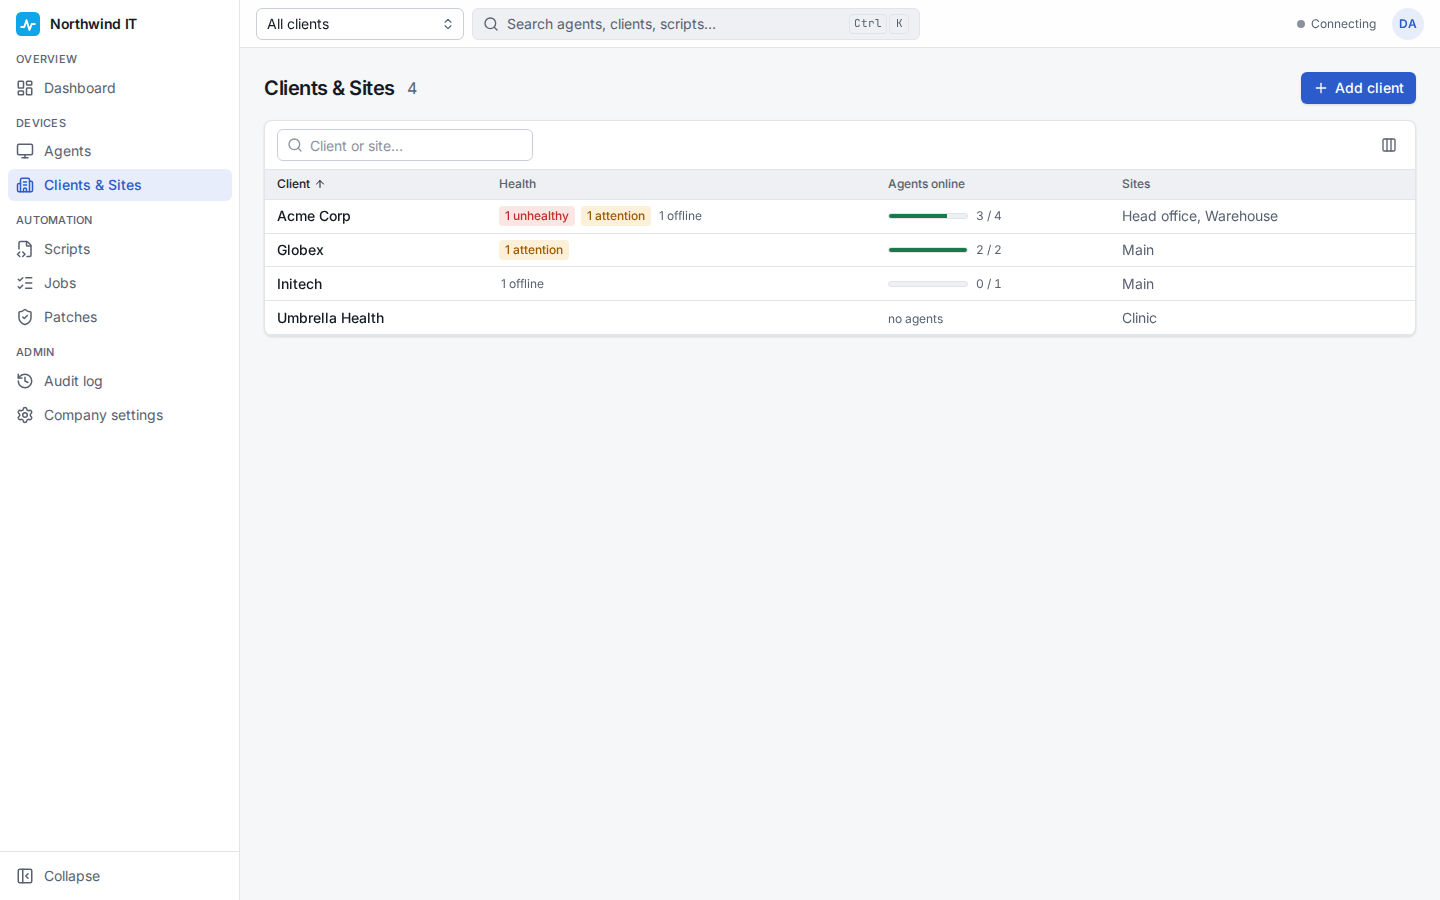 Northwind IT
OVERVIEW
Dashboard
DEVICES
Agents
Clients & Sites
AUTOMATION
Scripts
Jobs
Patches
ADMIN
Audit log
Company settings
Collapse
All clients
Search agents, clients, scripts...
Ctrl K
Connecting
DA
Clients & Sites 4
Add client
Client or site...
Client Health Agents online Sites
Acme Corp 1 unhealthy 1 attention 1 offline 3 / 4 Head office, Warehouse
Globex 1 attention 2 / 2 Main
Initech 1 offline 0 / 1 Main
Umbrella Health no agents Clinic